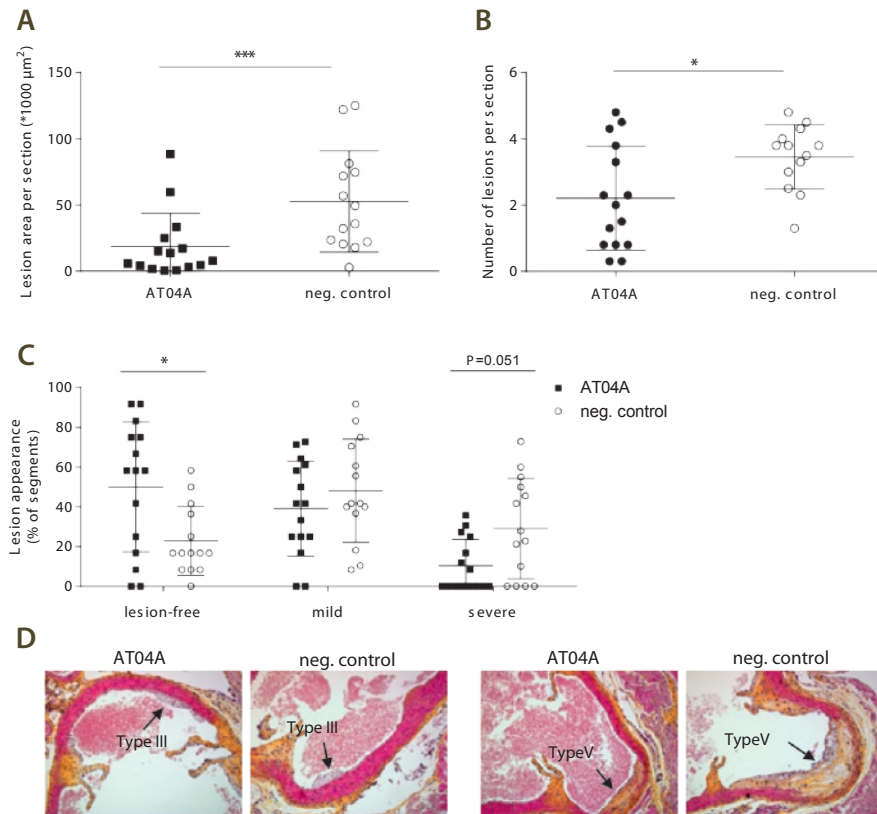 A
Lesion area per section (*1000 µm²)
150
100
50
0
***
AT04A
neg. control
B
Number of lesions per section
6
4
2
0
*
AT04A
neg. control
C
Lesion appearance
(% of segments)
100
80
60
40
20
0
*
P=0.051
AT04A
neg. control
lesion-free
mild
severe
D
AT04A
neg. control
AT04A
neg. control
Type III
Type III
TypeV
TypeV